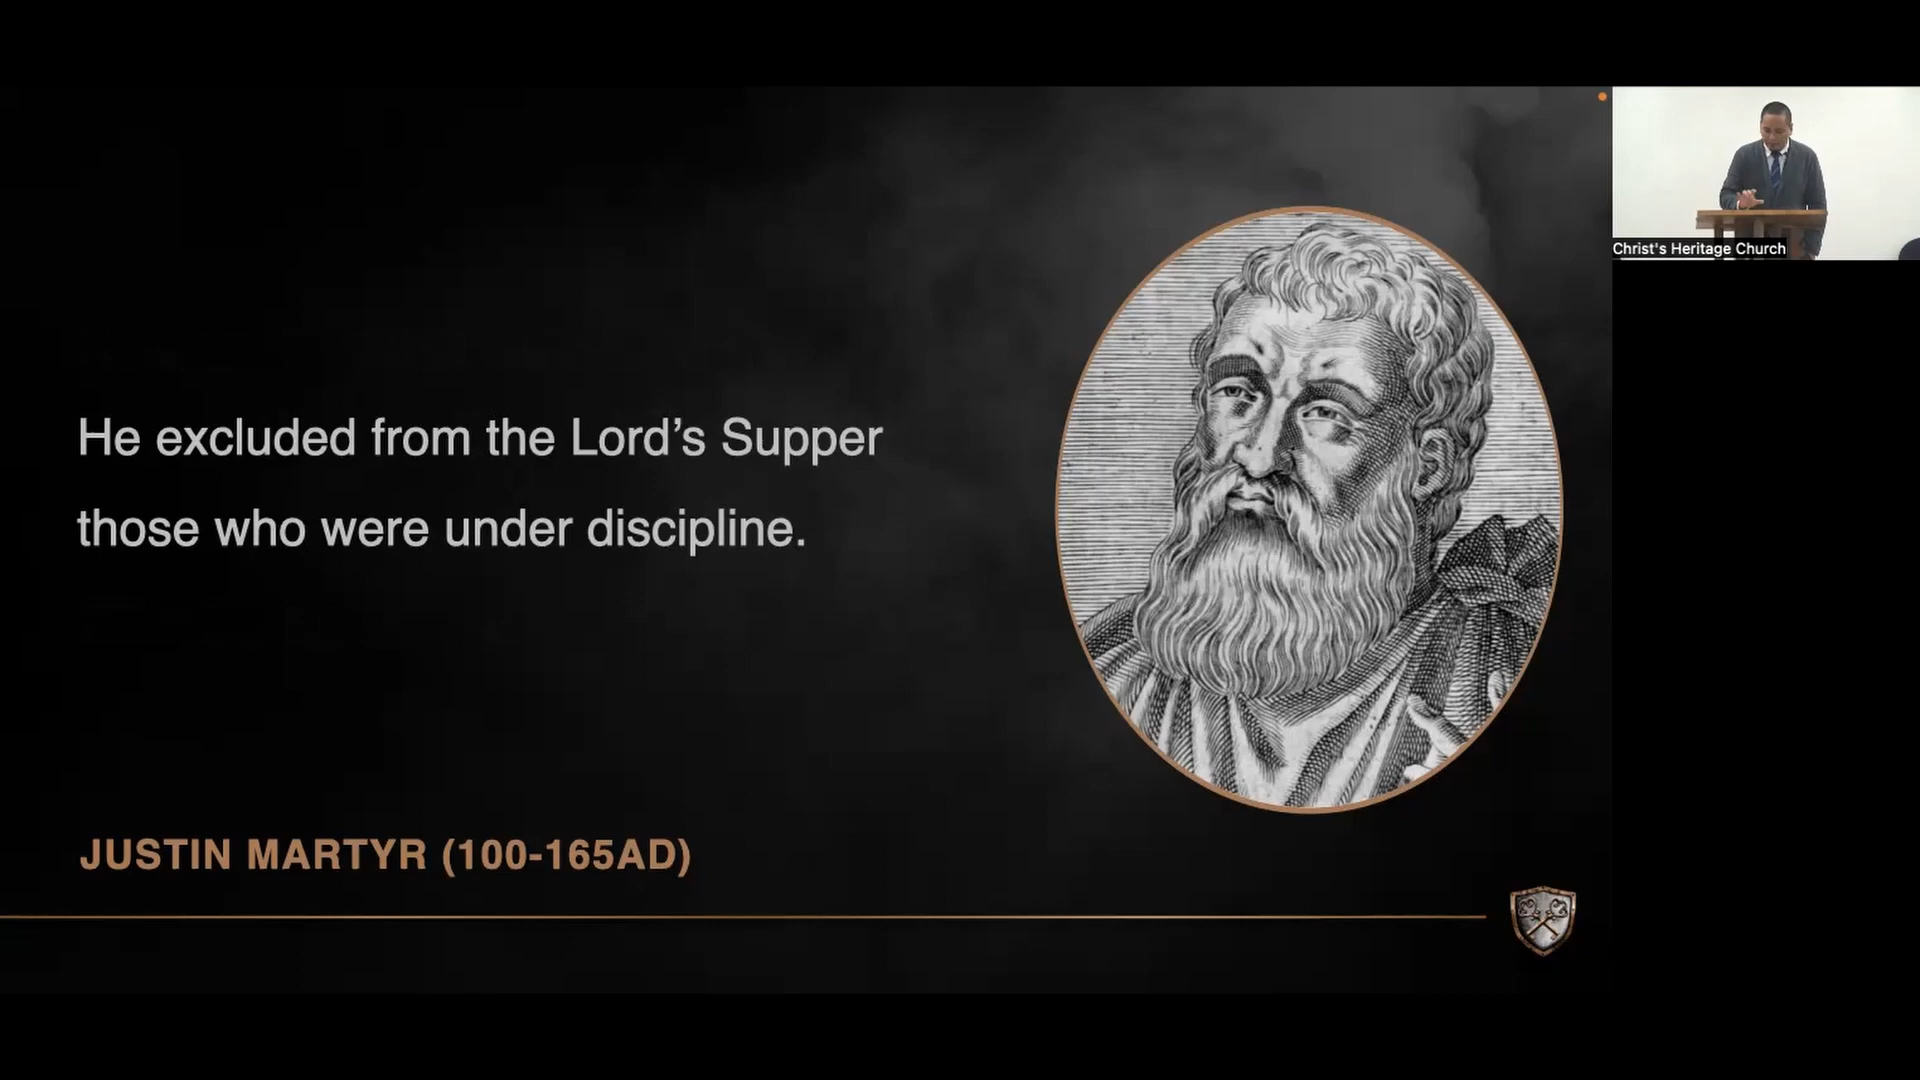 He excluded from the Lord’s Supper
those who were under discipline.
JUSTIN MARTYR (100-165AD)
Christ's Heritage Church